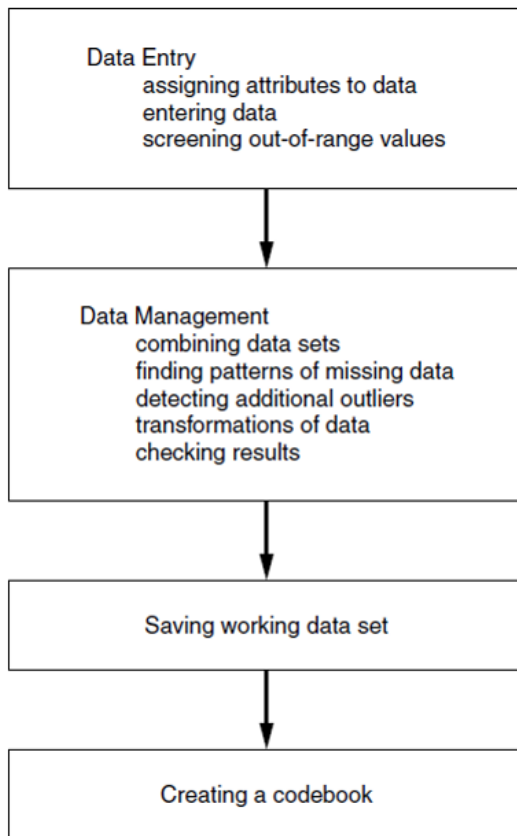 Data Entry
assigning attributes to data
entering data
screening out-of-range values
Data Management
combining data sets
finding patterns of missing data
detecting additional outliers
transformations of data
checking results
Saving working data set
Creating a codebook